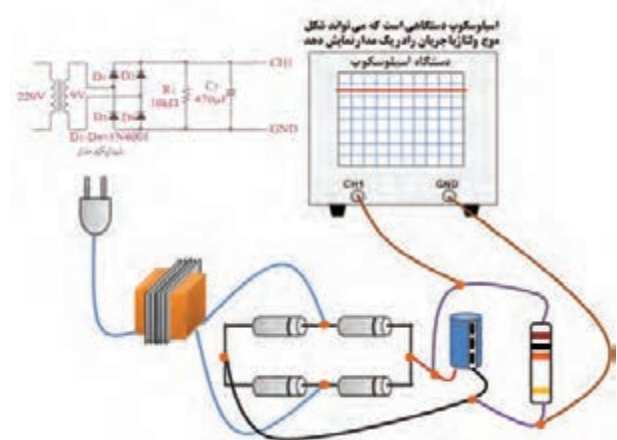 اسیلوسکوپ دستگاهی است که می تواند شکل
موج ولتاژ یا جریان را در یک مدار نمایش دهد
دستگاه اسیلوسکوپ
CH1
GND
CH1
220V
9V
D1
D2
R1
10kΩ
C1
470µF
D3
D4
GND
D1-D4=1N4001